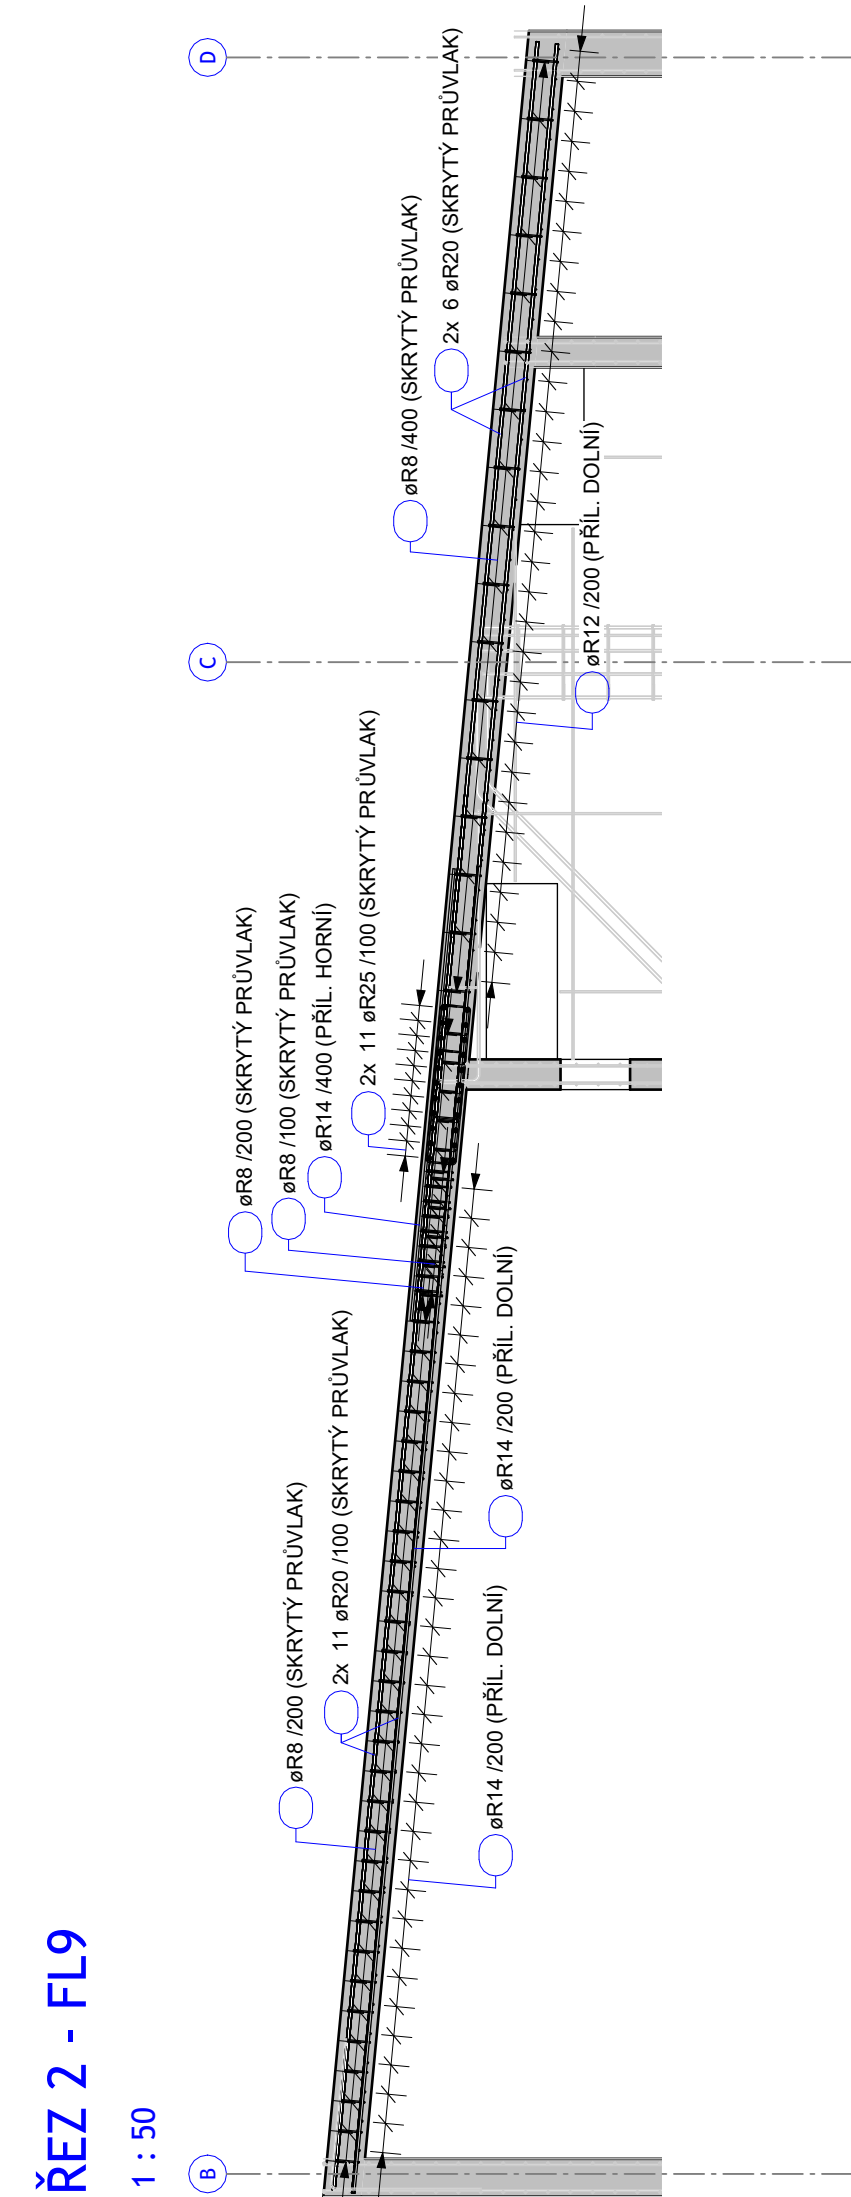 ŘEZ 2 - FL9
1 : 50
B
C
D
øR8 /200 (SKRYTÝ PRŮVLAK)
2x 11 øR20 /100 (SKRYTÝ PRŮVLAK)
øR14 /200 (PŘÍL. DOLNÍ)
øR14 /200 (PŘÍL. DOLNÍ)
øR8 /200 (SKRYTÝ PRŮVLAK)
øR8 /100 (SKRYTÝ PRŮVLAK)
øR14 /400 (PŘÍL. HORNÍ)
2x 11 øR25 /100 (SKRYTÝ PRŮVLAK)
øR8 /400 (SKRYTÝ PRŮVLAK)
2x 6 øR20 (SKRYTÝ PRŮVLAK)
øR12 /200 (PŘÍL. DOLNÍ)